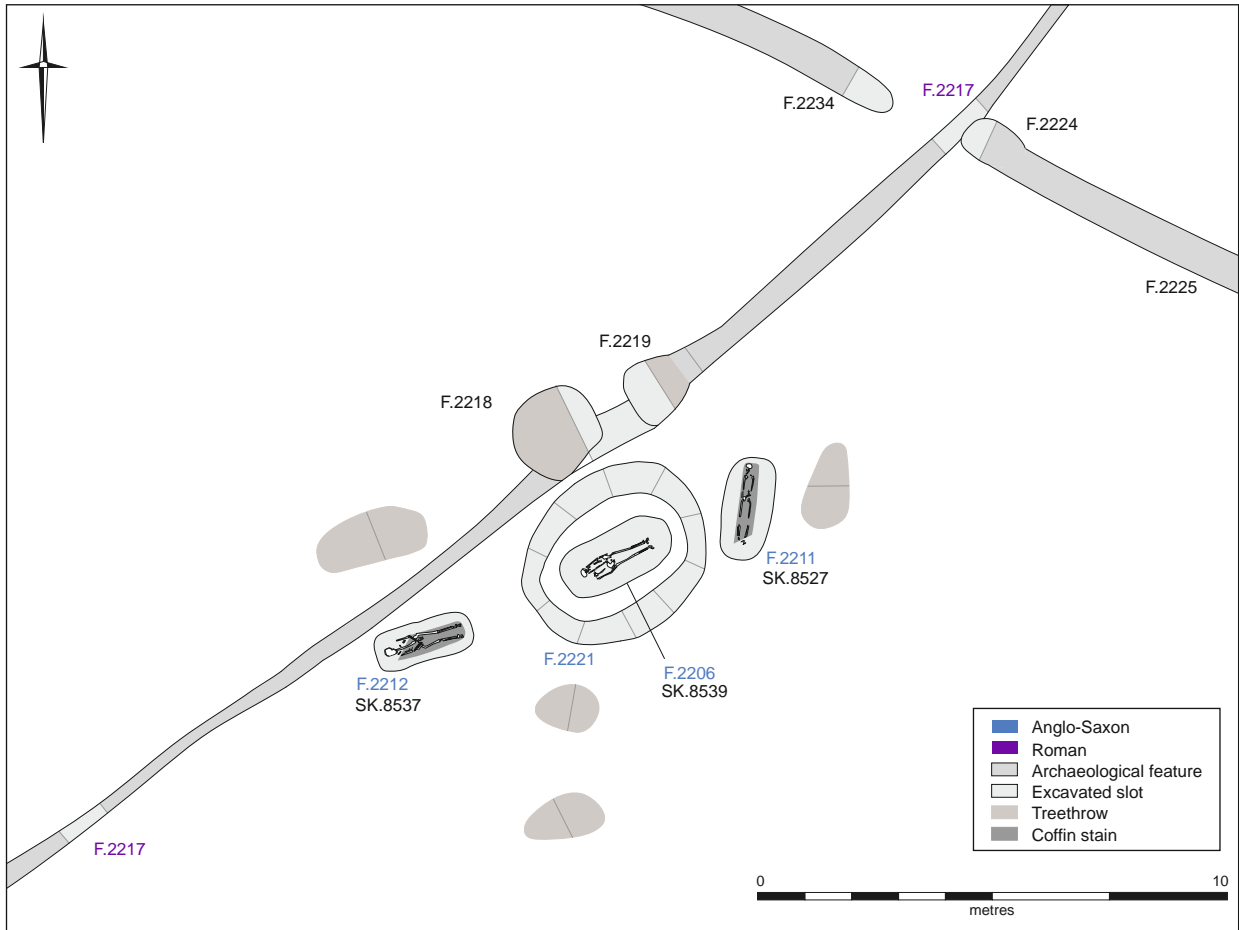 F.2234
F.2217
F.2224
F.2225
F.2219
F.2218
F.2211
SK.8527
F.2221
F.2206
SK.8539
F.2212
SK.8537
F.2217
Anglo-Saxon
Roman
Archaeological feature
Excavated slot
Treethrow
Coffin stain
0 10
metres